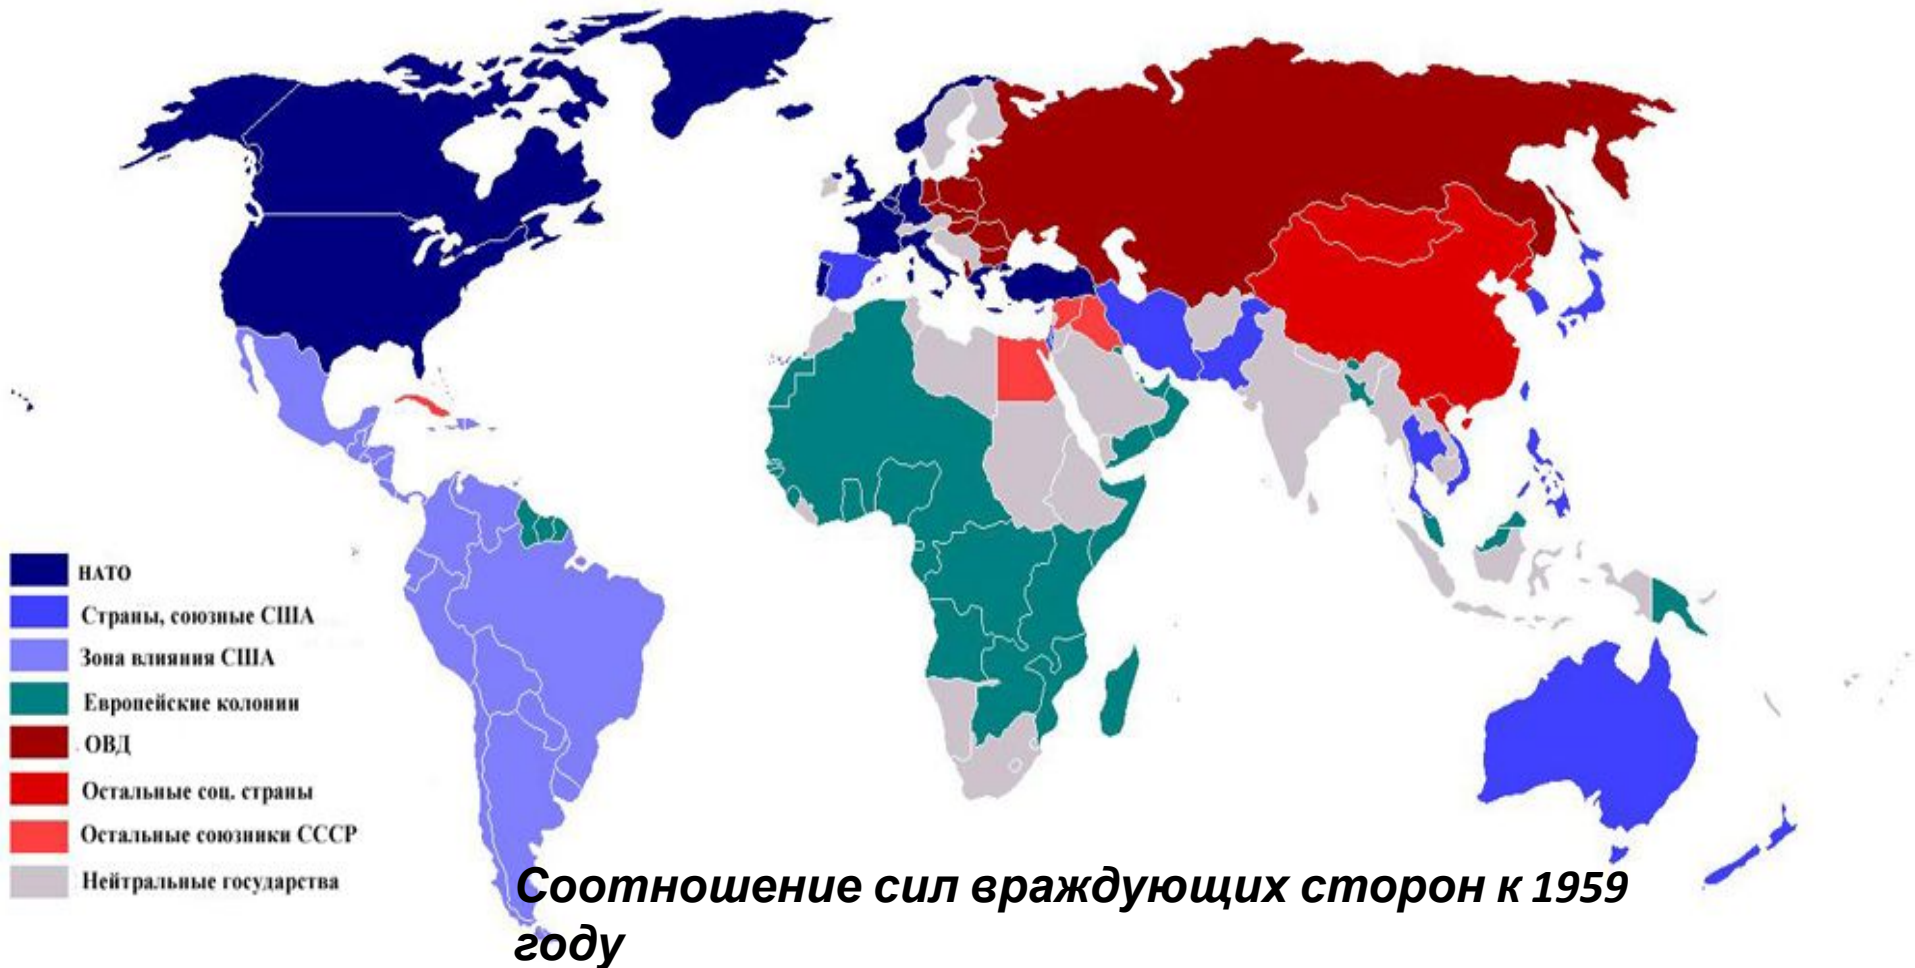 НАТО
Страны, союзные США
Зона влияния США
Европейские колонии
ОВД
Остальные соц. страны
Остальные союзники СССР
Нейтральные государства
Соотношение сил враждующих сторон к 1959
году